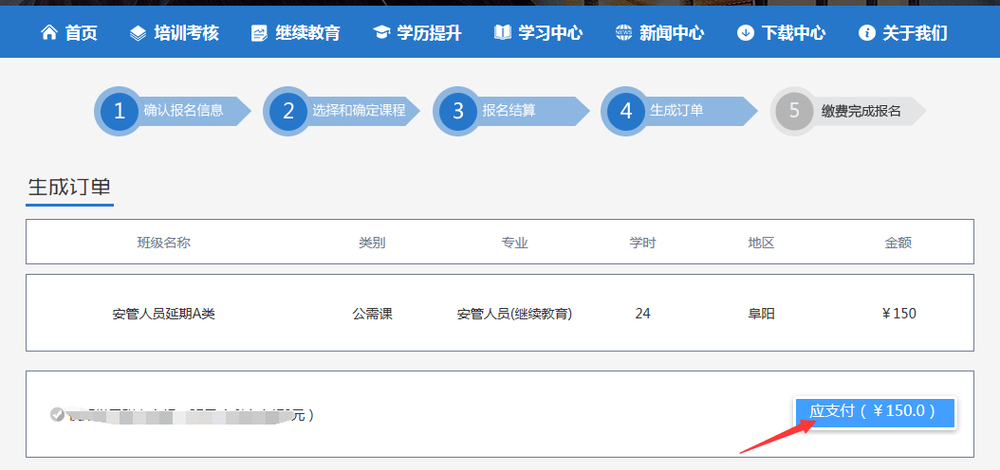 首页 培训考核 继续教育 学历提升 学习中心 NEWS 新闻中心 下载中心 关于我们
1 确认报名信息 2 选择和确定课程 3 报名结算 4 生成订单 5 缴费完成报名
生成订单
班级名称 类别 专业 学时 地区 金额
安管人员延期A类 公需课 安管人员(继续教育) 24 阜阳 ￥150
元） 应支付（￥150.0）